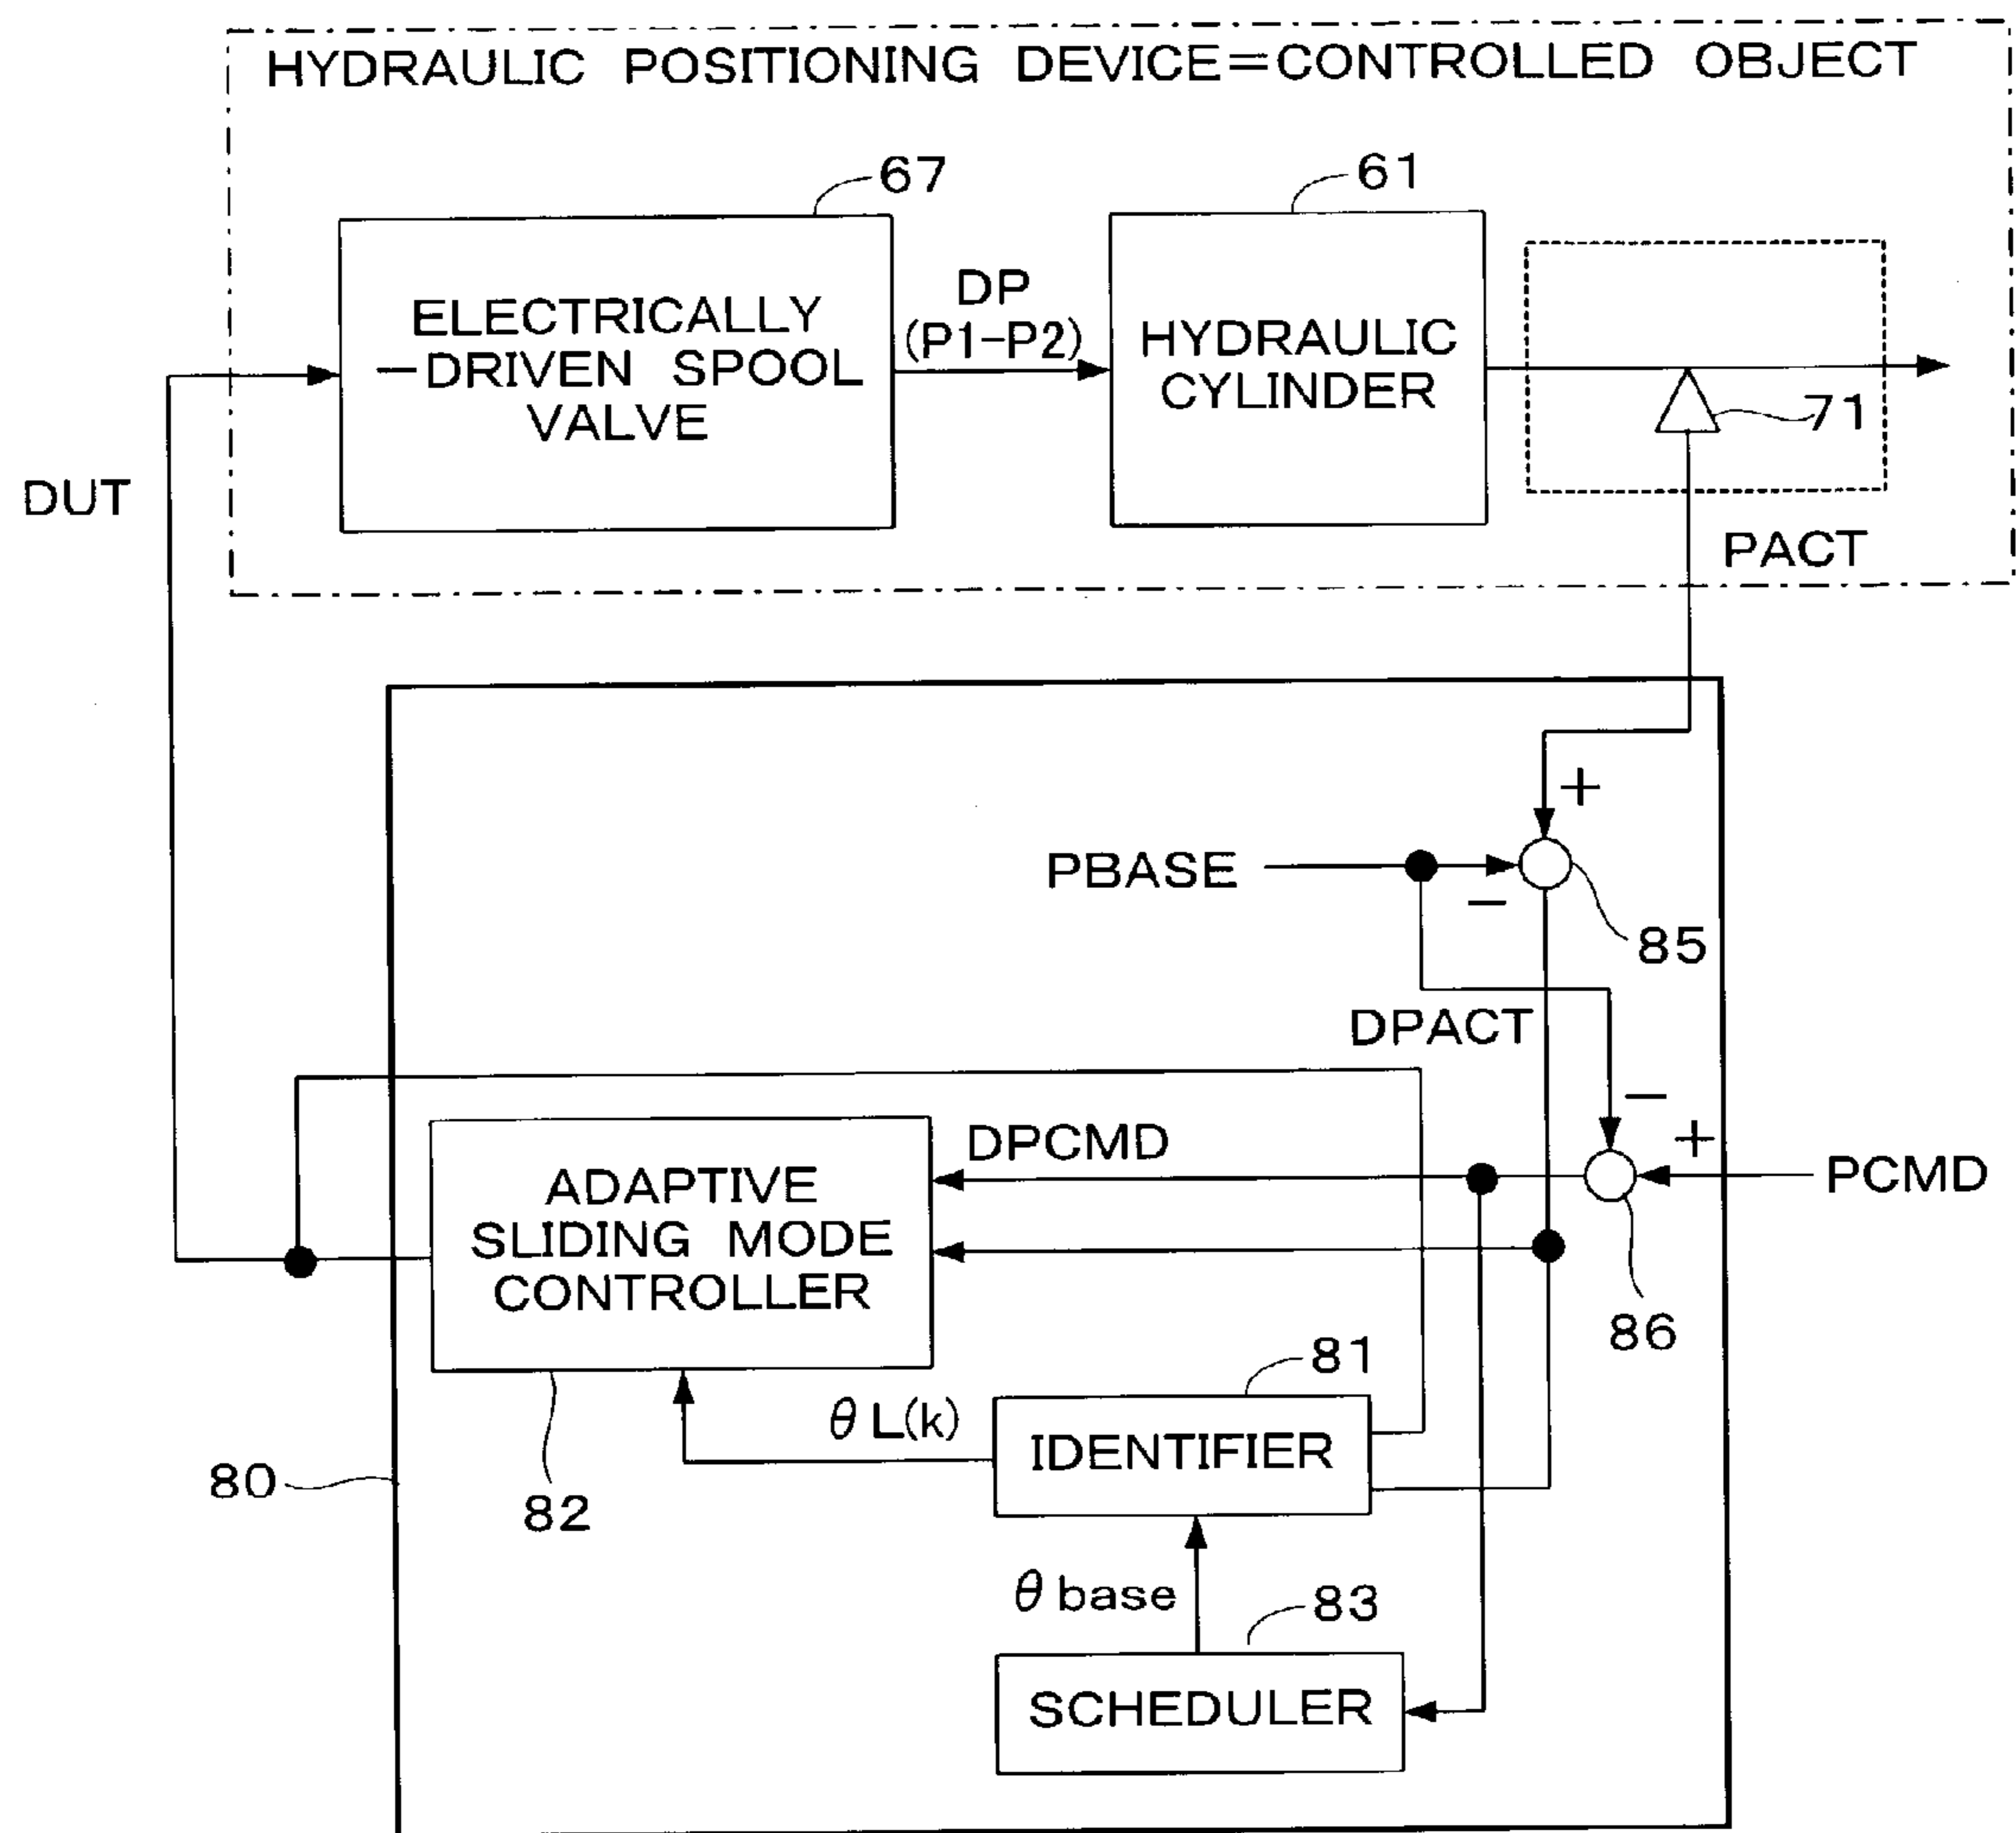 HYDRAULIC POSITIONING DEVICE=CONTROLLED OBJECT
67
61
ELECTRICALLY
-DRIVEN SPOOL
VALVE
DP
(P1-P2)
HYDRAULIC
CYLINDER
71
DUT
PACT
+
PBASE
-
85
DPACT
-
+
DPCMD
PCMD
ADAPTIVE
SLIDING MODE
CONTROLLER
86
81
θ L(k)
IDENTIFIER
80
82
θ base
83
SCHEDULER